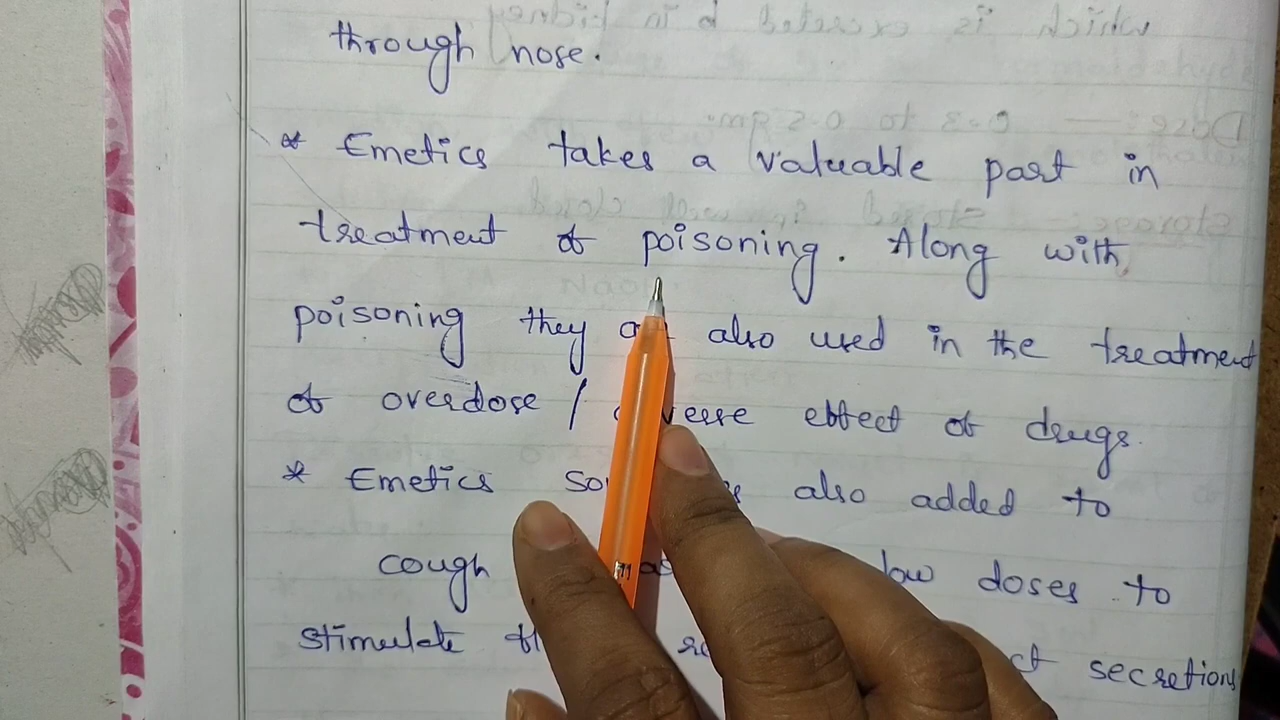 through nose.
* Emetics takes a valuable part in
treatment of poisoning. Along with
poisoning they also used in the treatment
of overdose / effect of drugs.
* Emetics also added to
cough low doses to
stimulate secretions